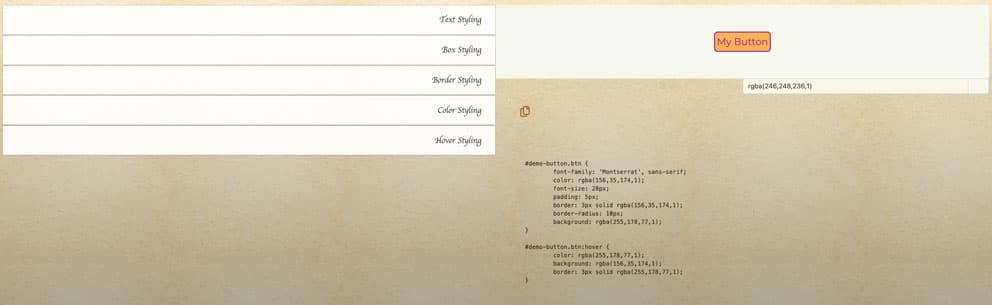 Text Styling
Box Styling
Border Styling
Color Styling
Hover Styling
My Button
rgba(246,248,236,1)
#demo-button.btn {
font-family: 'Montserrat', sans-serif;
color: rgba(156,35,174,1);
font-size: 20px;
padding: 5px;
border: 3px solid rgba(156,35,174,1);
border-radius: 10px;
background: rgba(255,178,77,1);
}
#demo-button.btn:hover {
color: rgba(255,178,77,1);
background: rgba(156,35,174,1);
border: 3px solid rgba(255,178,77,1);
}